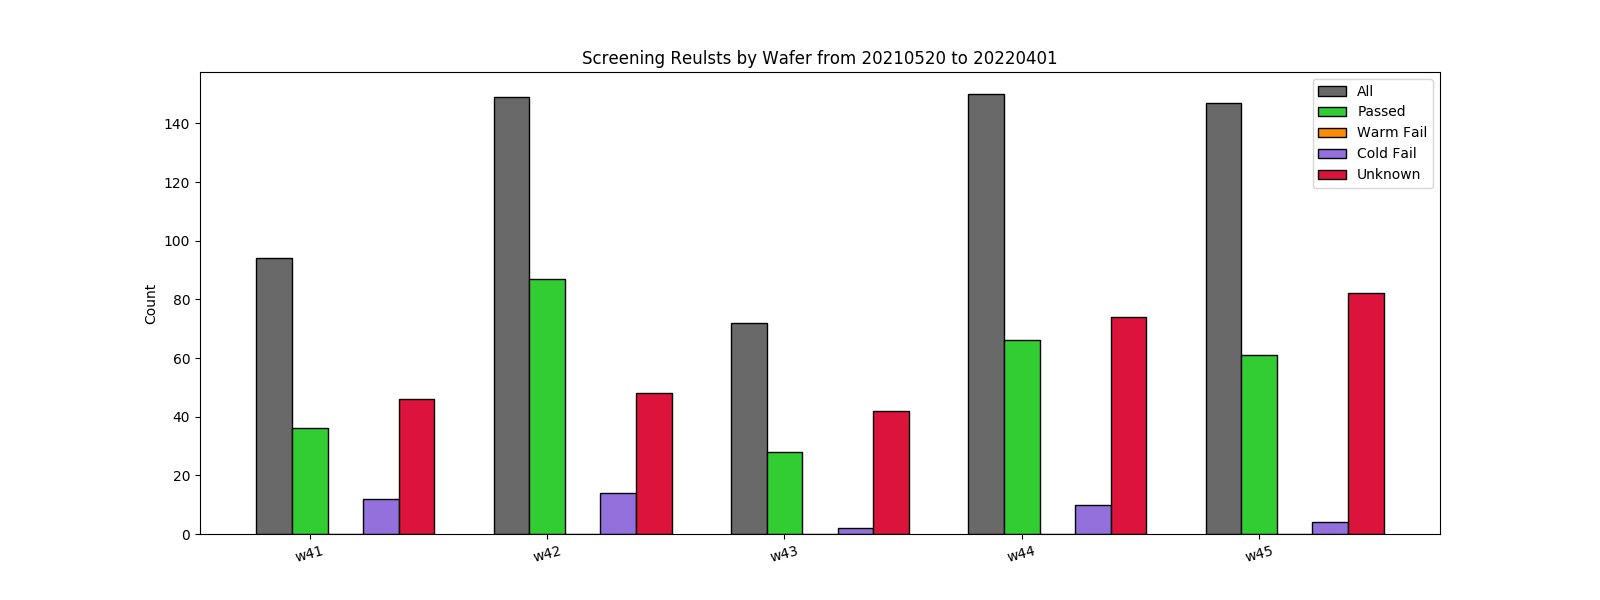 Screening Reulsts by Wafer from 20210520 to 20220401
All
Passed
Warm Fail
Cold Fail
Unknown
Count
140
120
100
80
60
40
20
0
w41
w42
w43
w44
w45